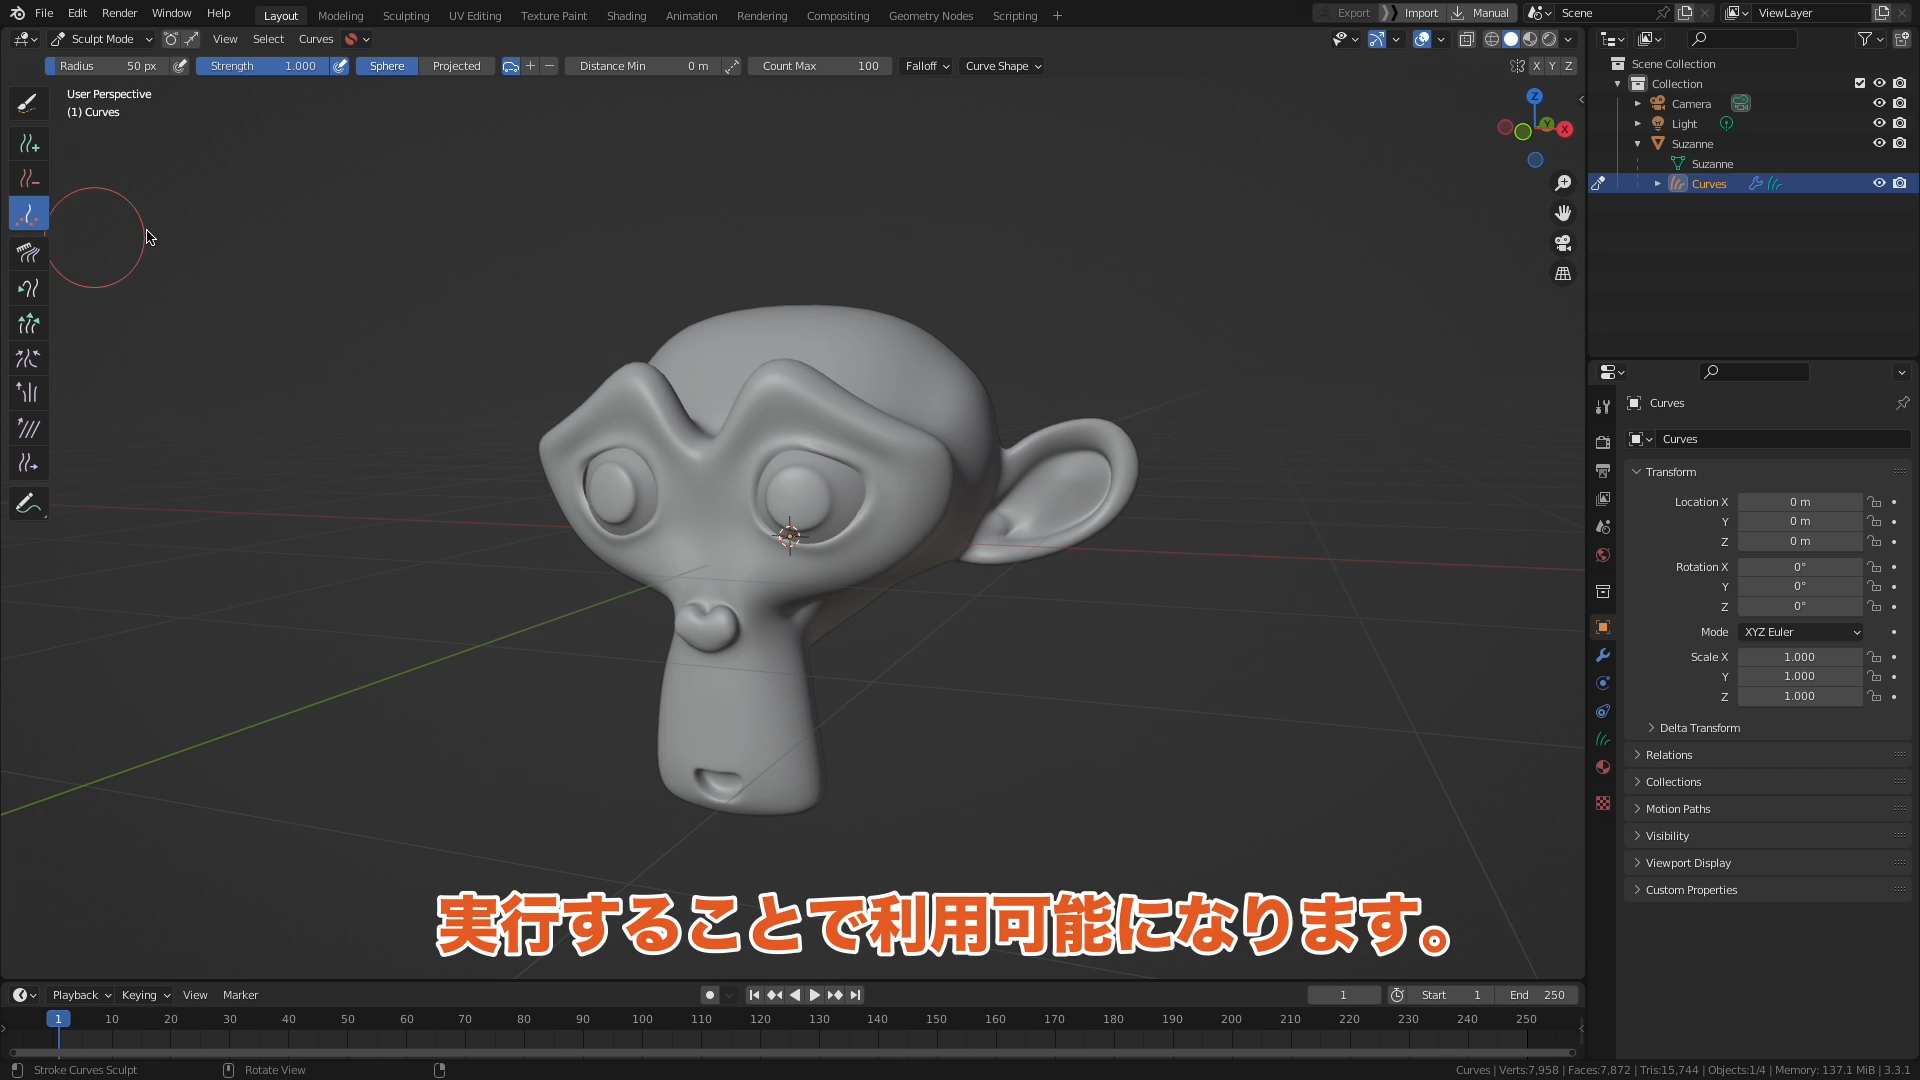 File Edit Render Window Help Layout Modeling Sculpting UV Editing Texture Paint Shading Animation Rendering Compositing Geometry Nodes Scripting + Export Import Manual Scene ViewLayer
Sculpt Mode View Select Curves
Radius 50 px Strength 1.000 Sphere Projected Distance Min 0 m Count Max 100 Falloff Curve Shape X Y Z
User Perspective
(1) Curves
Z
Y
X
Scene Collection
Collection
Camera
Light
Suzanne
Suzanne
Curves
Curves
Curves
Transform
Location X 0 m
Y 0 m
Z 0 m
Rotation X 0°
Y 0°
Z 0°
Mode XYZ Euler
Scale X 1.000
Y 1.000
Z 1.000
Delta Transform
Relations
Collections
Motion Paths
Visibility
Viewport Display
Custom Properties
実行することで利用可能になります。
Playback Keying View Marker 1 Start 1 End 250
1 10 20 30 40 50 60 70 80 90 100 110 120 130 140 150 160 170 180 190 200 210 220 230 240 250
Stroke Curves Sculpt Rotate View Curves | Verts:7,958 | Faces:7,872 | Tris:15,744 | Objects:1/4 | Memory: 137.1 MiB | 3.3.1